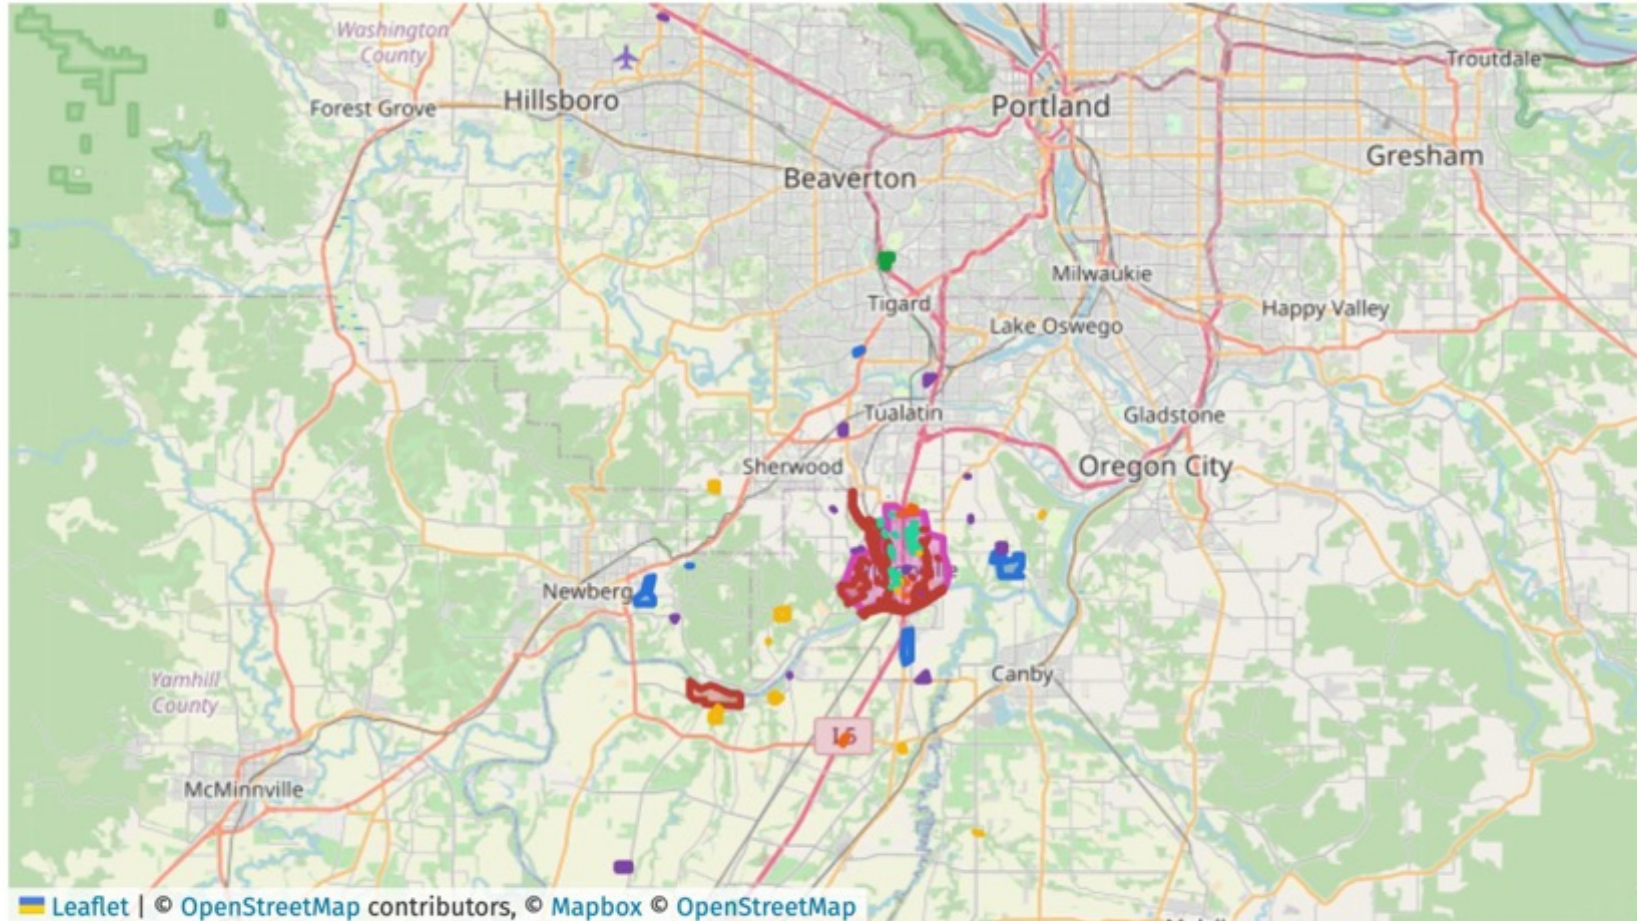 Washington
County
Troutdale
Forest Grove
Hillsboro
Portland
Gresham
Beaverton
Milwaukie
Tigard
Happy Valley
Lake Oswego
Tualatin
Gladstone
Sherwood
Oregon City
Newberg
Canby
Yamhill
County
I 5
McMinnville
Leaflet | © OpenStreetMap contributors, © Mapbox © OpenStreetMap